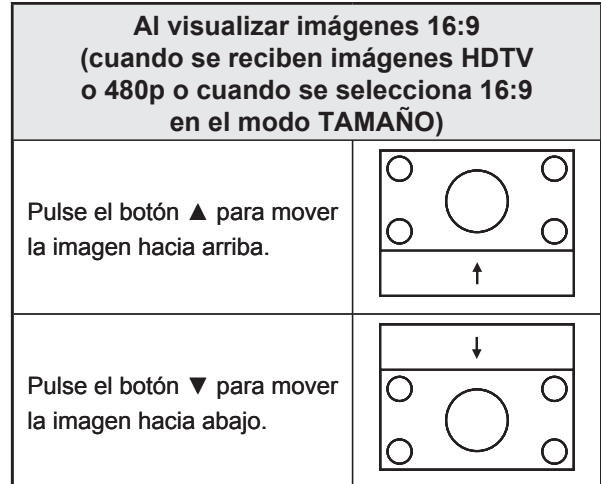 Al visualizar imágenes 16:9
(cuando se reciben imágenes HDTV
o 480p o cuando se selecciona 16:9
en el modo TAMAÑO)
Pulse el botón ▲ para mover
la imagen hacia arriba.
Pulse el botón ▼ para mover
la imagen hacia abajo.